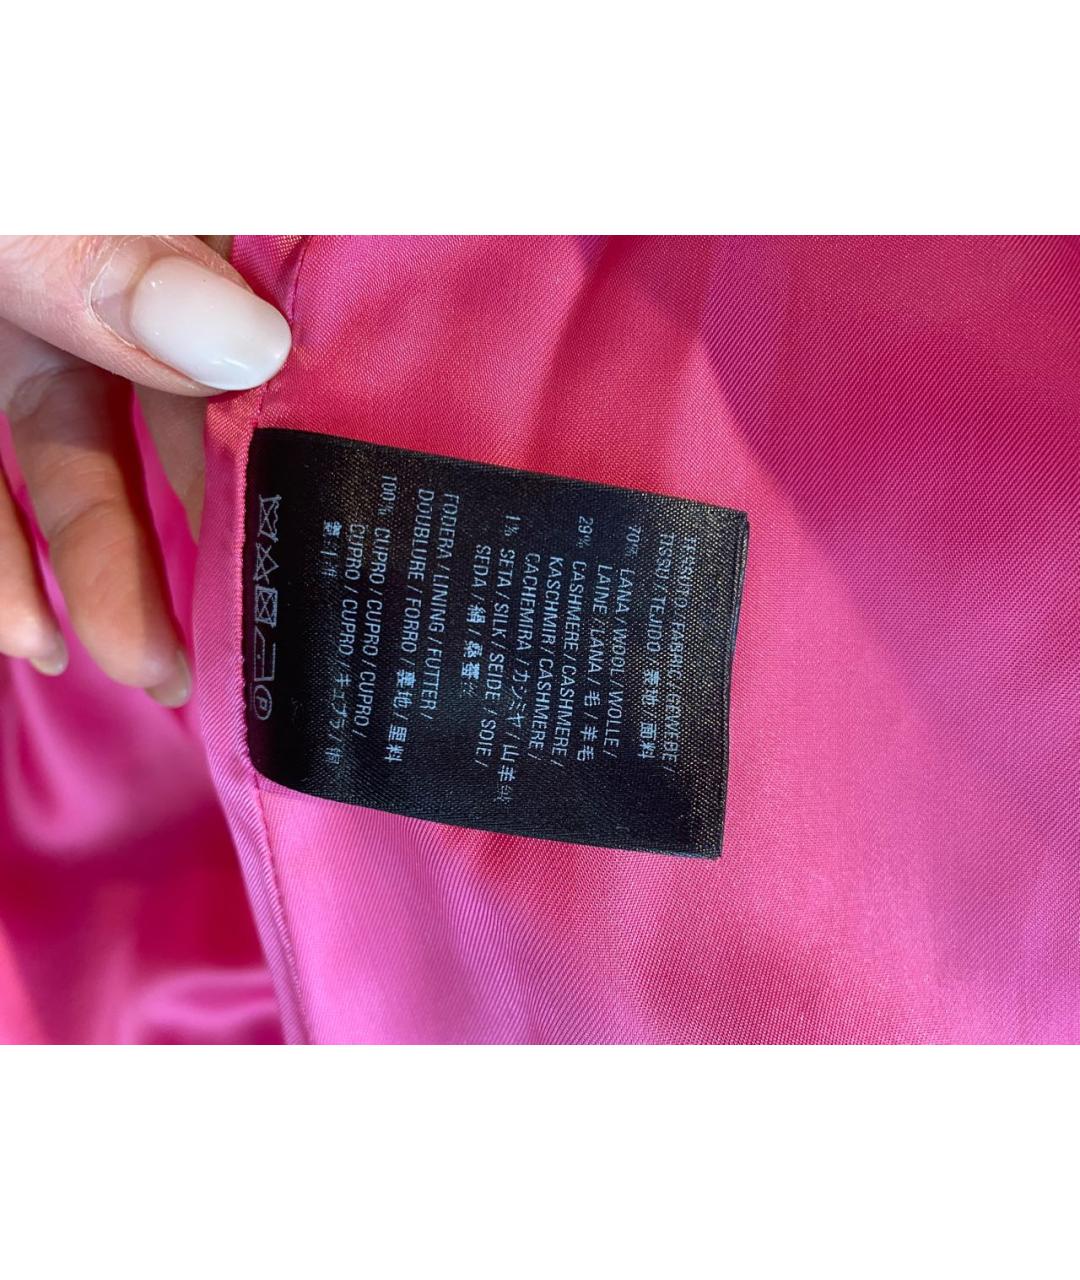 TESSUTO / FABRIC / GEWEBE /
TISSU / TEJIDO / 表地 / 面料
70% LANA / WOOL / WOLLE /
LAINE / LANA / 毛 / 羊毛
29% CASHMERE / CASHMERE /
KASCHMIR / CASHMERE /
CACHEMIRA / カシミヤ / 山羊绒
1% SETA / SILK / SEIDE / SOIE /
SEDA / 絹 / 桑蚕丝
FODERA / LINING / FUTTER /
DOUBLURE / FORRO / 裏地 / 里料
100% CUPRO / CUPRO / CUPRO /
CUPRO / CUPRO / キュプラ /
P